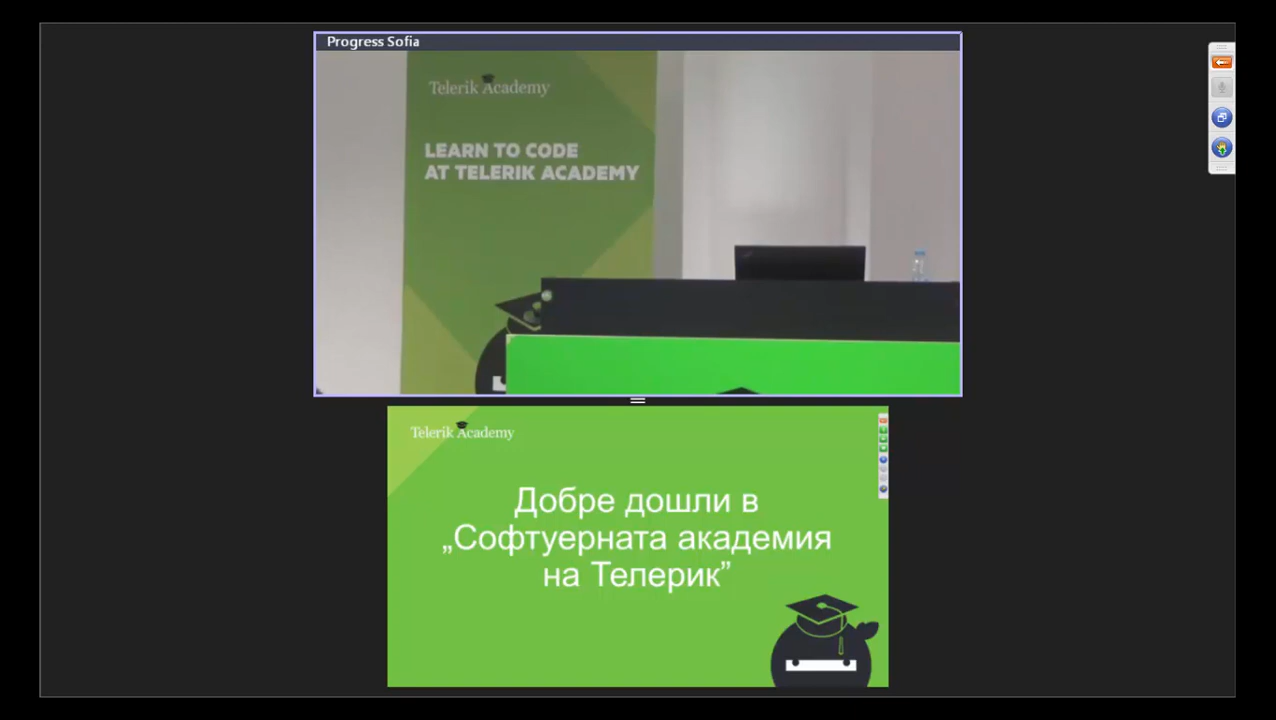 Progress Sofia
Telerik Academy
LEARN TO CODE
AT TELERIK ACADEMY
Telerik Academy
Добре дошли в
„Софтуерната академия
на Телерик”